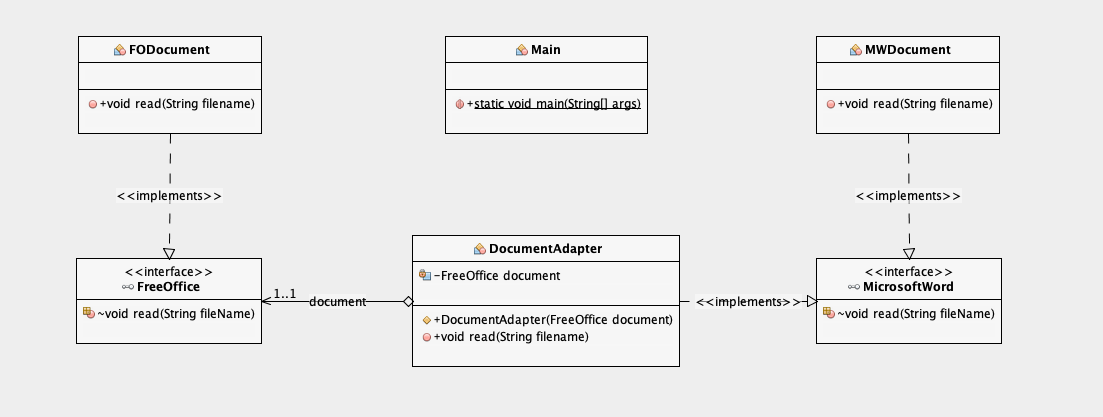 FODocument
+void read(String filename)
Main
+static void main(String[] args)
MWDocument
+void read(String filename)
<<implements>>
<<implements>>
<<interface>>
FreeOffice
~void read(String fileName)
1..1
document
DocumentAdapter
-FreeOffice document
+DocumentAdapter(FreeOffice document)
+void read(String filename)
<<implements>>
<<interface>>
MicrosoftWord
~void read(String fileName)